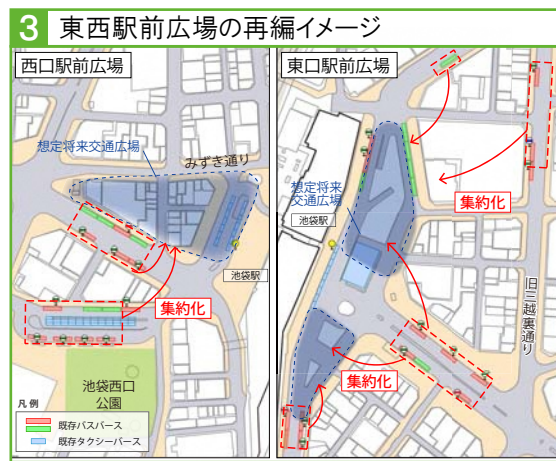 3 東西駅前広場の再編イメージ
西口駅前広場
想定将来交通広場
みずき通り
池袋駅
集約化
池袋西口
公園
凡例
既存バスバース
既存タクシーバース
東口駅前広場
想定将来
交通広場
池袋駅
集約化
旧三越裏通り
集約化